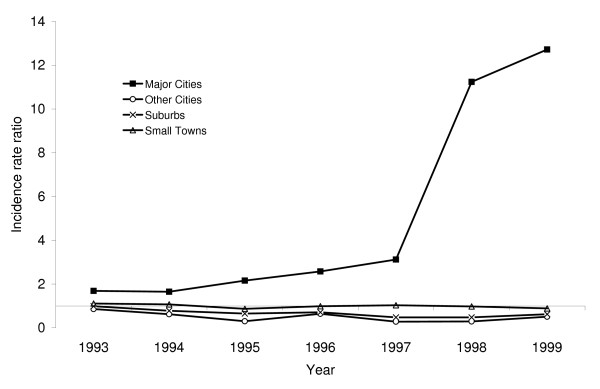 14
12
10
8
6
4
2
0
Incidence rate ratio
Major Cities
Other Cities
Suburbs
Small Towns
1993 1994 1995 1996 1997 1998 1999
Year